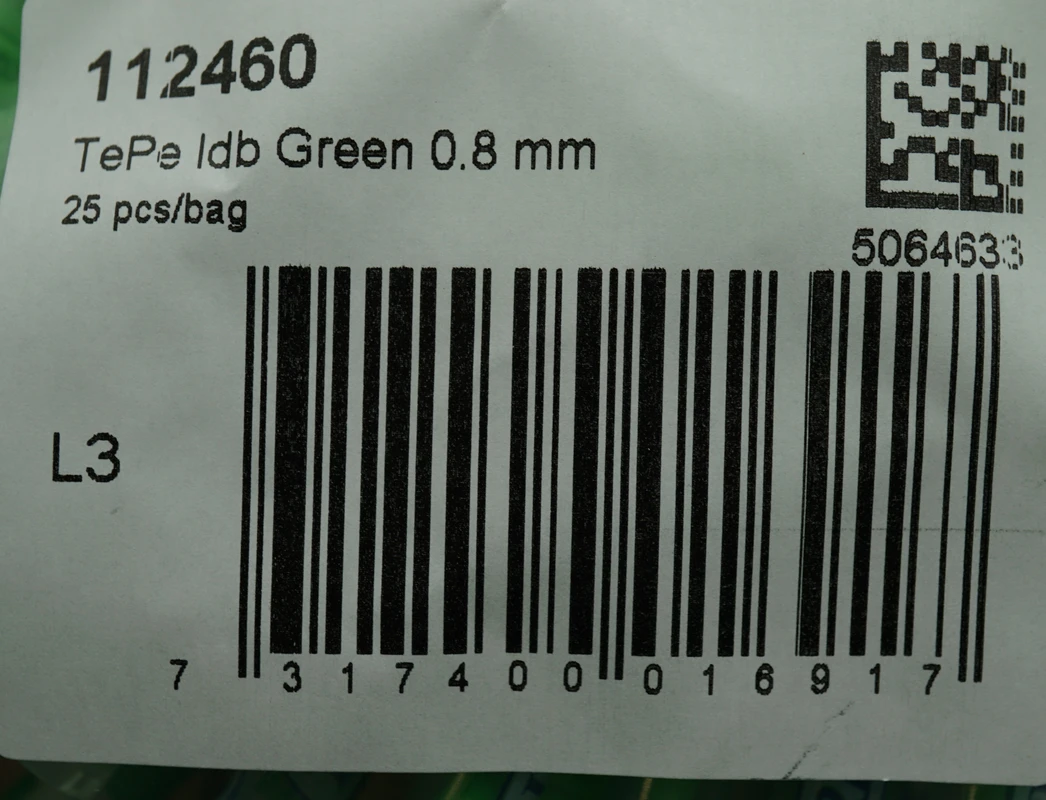 112460
TePe Idb Green 0.8 mm
25 pcs/bag
5064633
L3
7 317400 016917